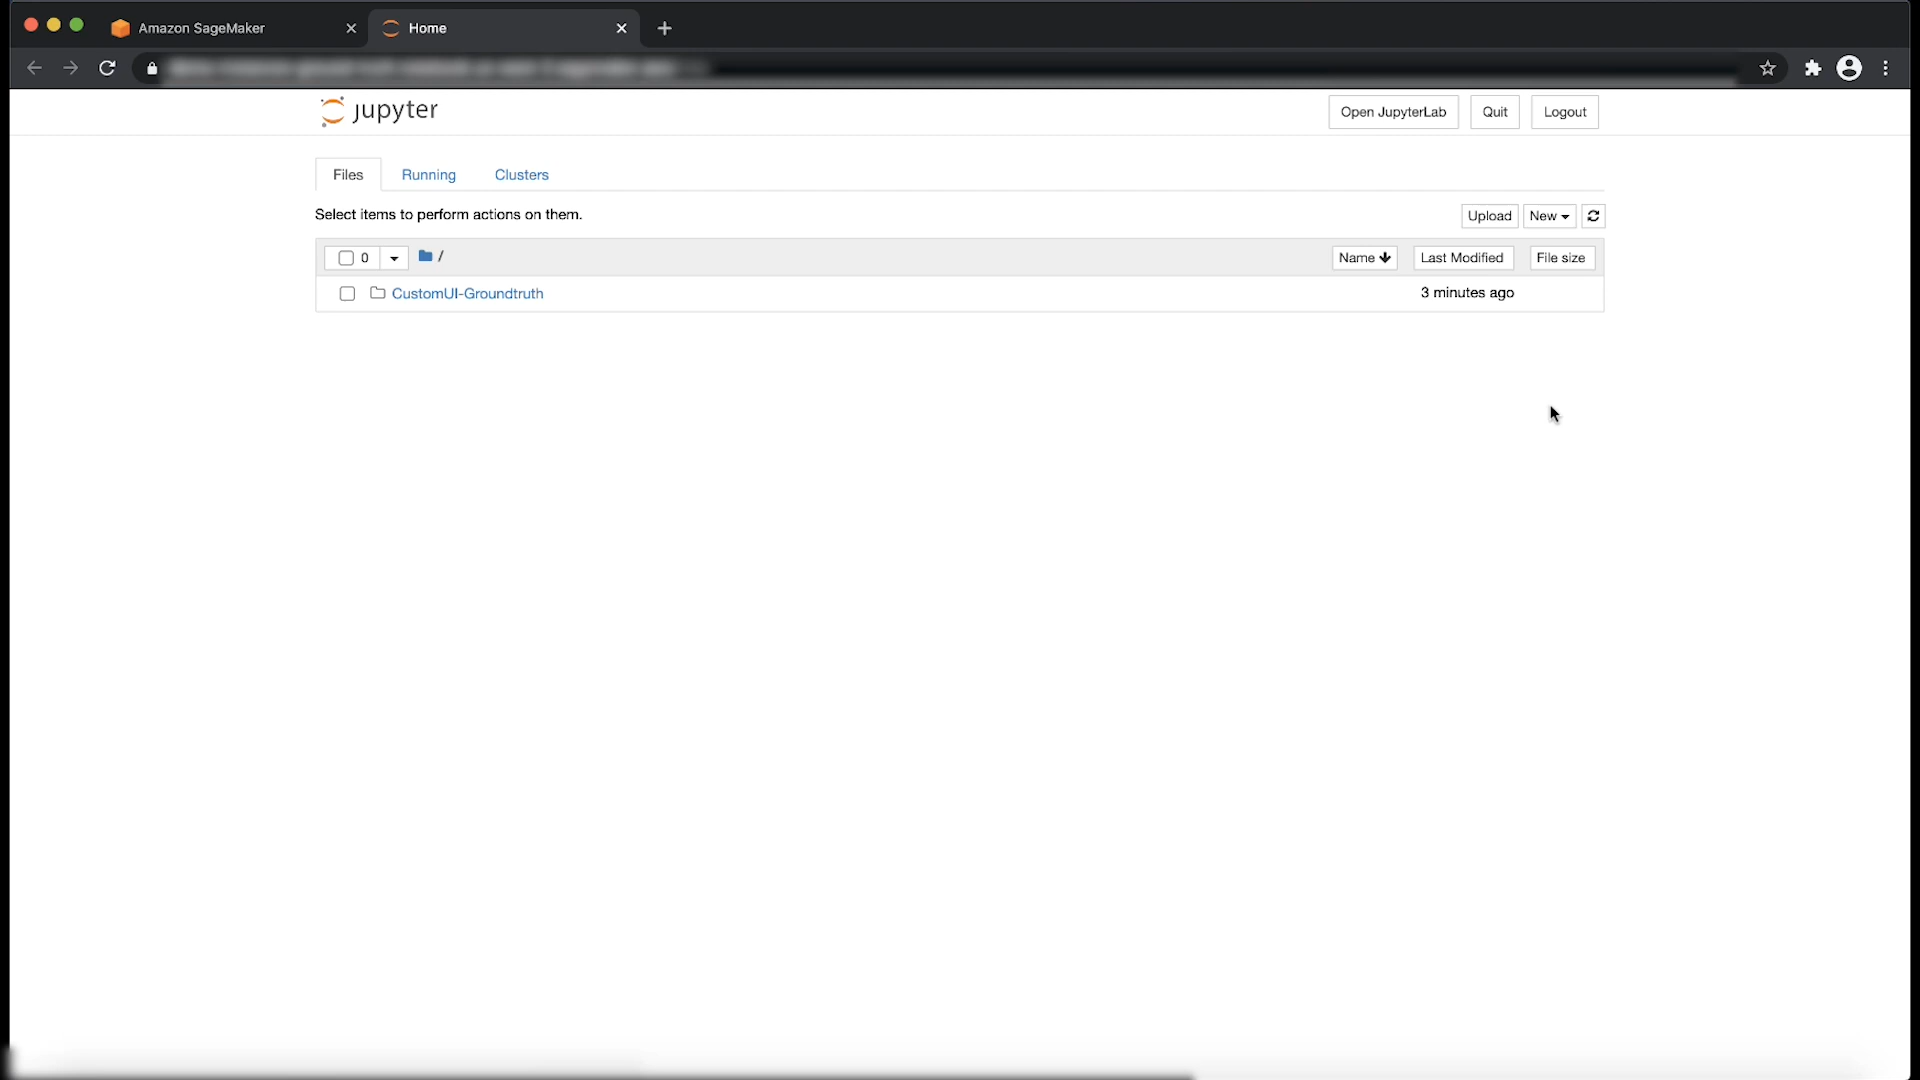 Amazon SageMaker
Home
jupyter
Open JupyterLab
Quit
Logout
Files
Running
Clusters
Select items to perform actions on them.
Upload
New
0
/
Name
Last Modified
File size
CustomUI-Groundtruth
3 minutes ago